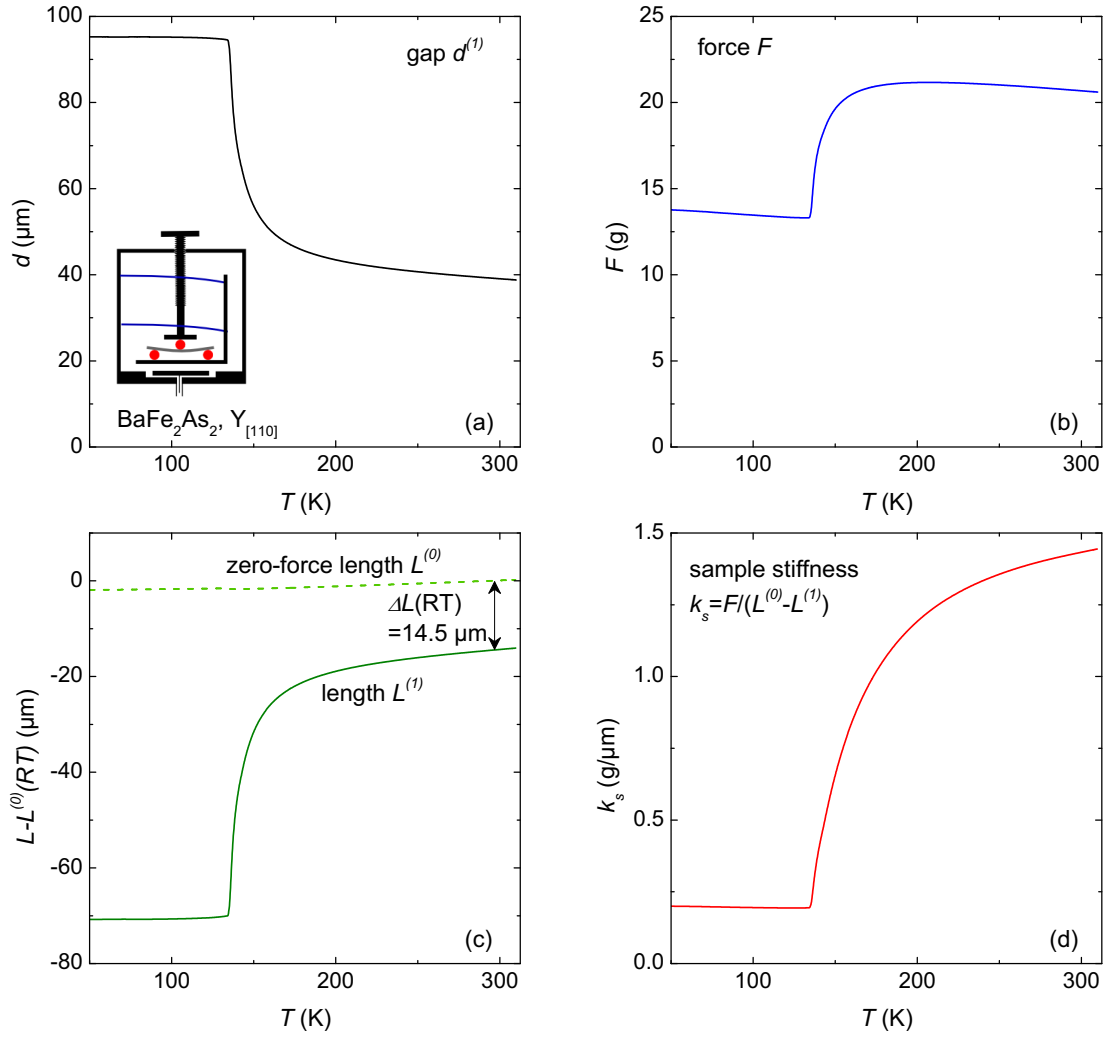 100
80
60
40
20
0
d (µm)
gap d^(1)
BaFe₂As₂, Y[110]
(a)
100
200
300
T (K)
25
20
15
10
5
0
F (g)
force F
(b)
100
200
300
T (K)
0
-20
-40
-60
-80
L-L^(0)(RT) (µm)
zero-force length L^(0)
ΔL(RT)
=14.5 µm
length L^(1)
(c)
100
200
300
T (K)
1.5
1.0
0.5
0.0
k_s (g/µm)
sample stiffness
k_s=F/(L^(0)-L^(1))
(d)
100
200
300
T (K)